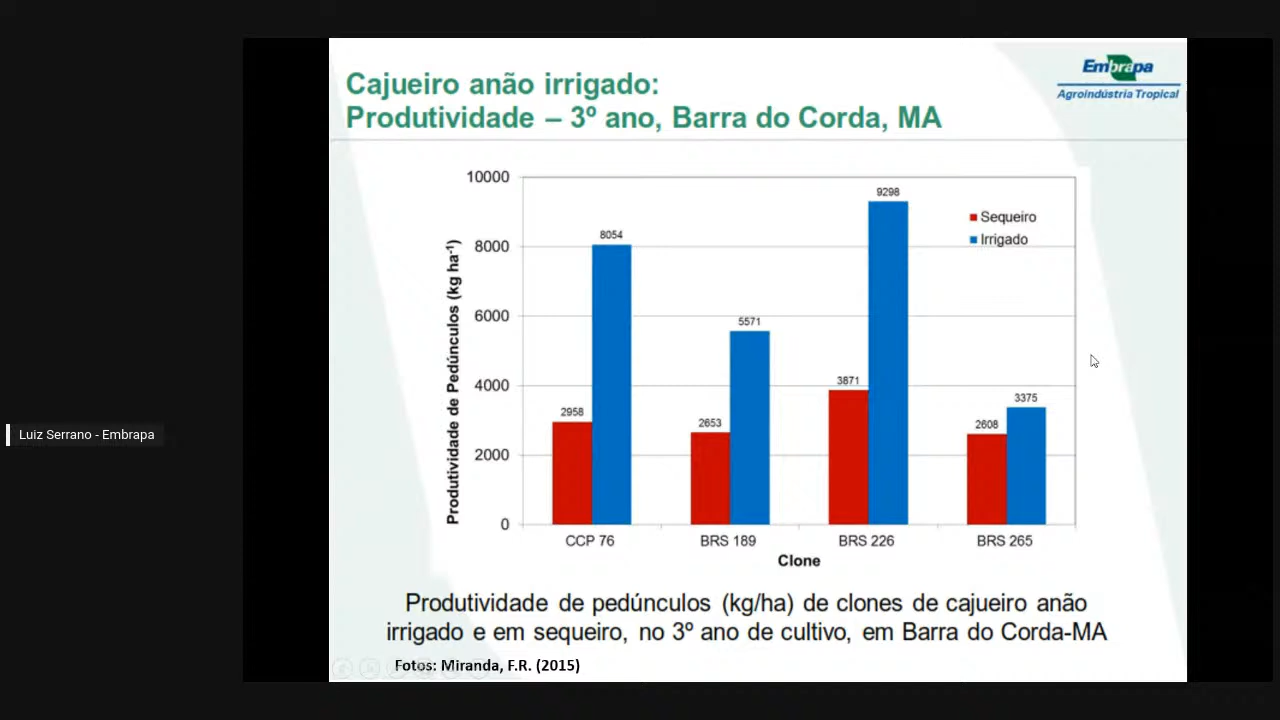 Cajueiro anão irrigado:
Produtividade – 3º ano, Barra do Corda, MA
Embrapa
Agroindústria Tropical
Produtividade de Pedúnculos (kg ha-1)
10000
8000
6000
4000
2000
0
Sequeiro
Irrigado
2958
8054
2653
5571
3871
9298
2608
3375
CCP 76
BRS 189
BRS 226
BRS 265
Clone
Produtividade de pedúnculos (kg/ha) de clones de cajueiro anão
irrigado e em sequeiro, no 3º ano de cultivo, em Barra do Corda-MA
Fotos: Miranda, F.R. (2015)
Luiz Serrano - Embrapa